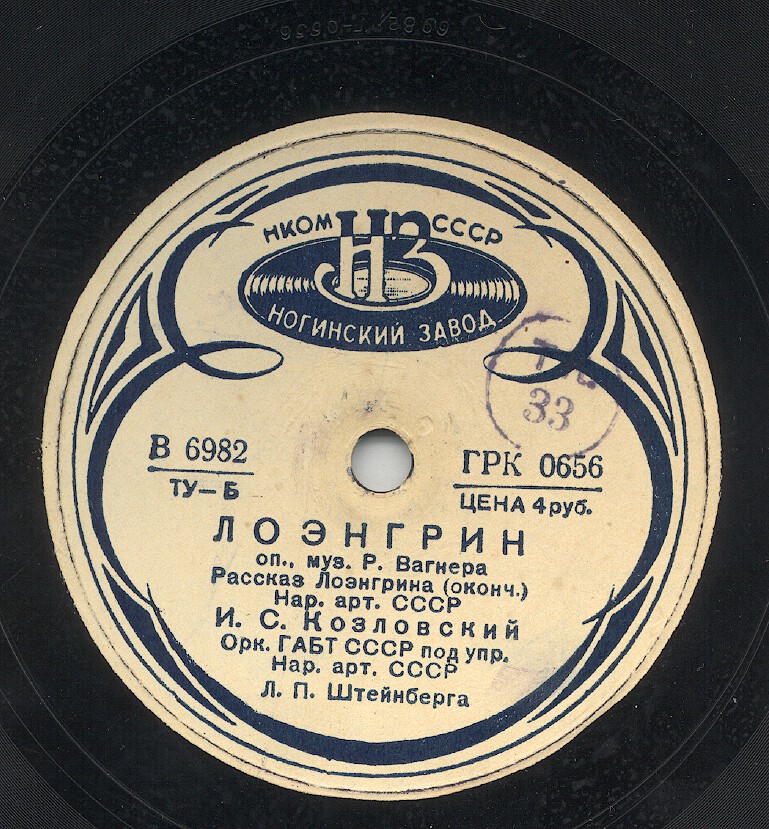 НКОМ НЗ СССР
НОГИНСКИЙ ЗАВОД
33
В 6982
ГРК 0656
ТУ—Б
ЦЕНА 4 руб.
ЛОЭНГРИН
оп., муз. Р. Вагнера
Рассказ Лоэнгрина (оконч.)
Нар. арт. СССР
И. С. Козловский
Орк. ГАБТ СССР под упр.
Нар. арт. СССР
Л. П. Штейнберга